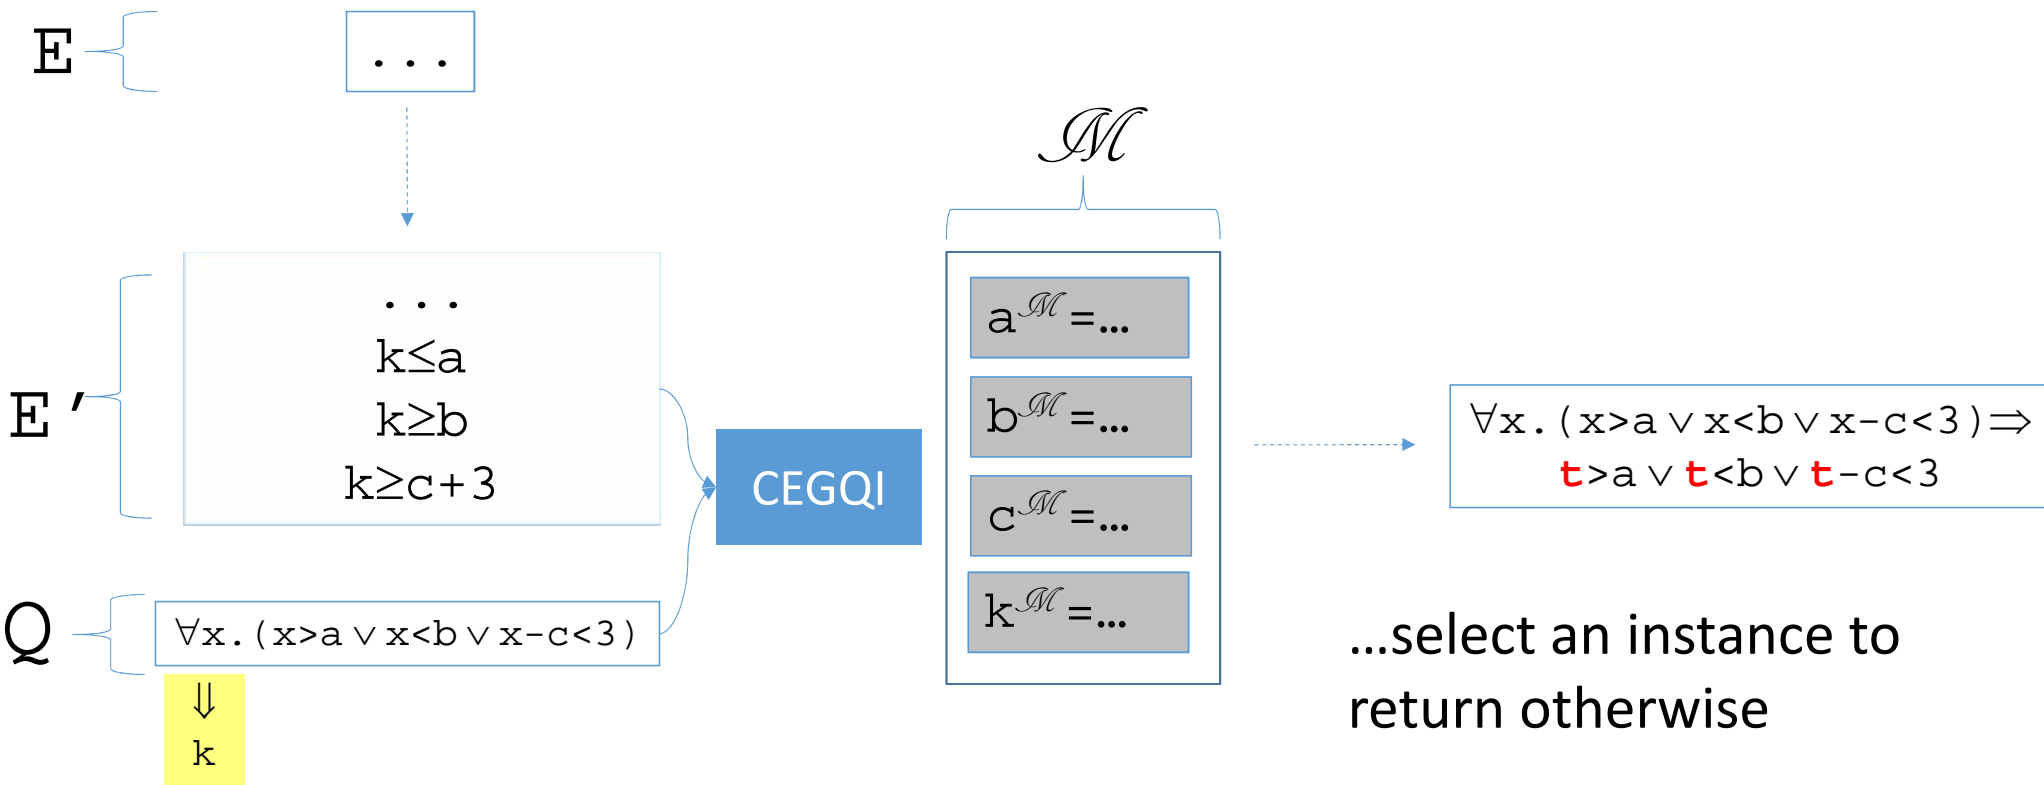 E
...
ℳ
E'
...
k≤a
k≥b
k≥c+3
CEGQI
aℳ=…
bℳ=…
cℳ=…
kℳ=…
∀x.(x>a∨x<b∨x-c<3)⇒
t>a∨t<b∨t-c<3
Q
∀x.(x>a∨x<b∨x-c<3)
⇓
k
…select an instance to
return otherwise